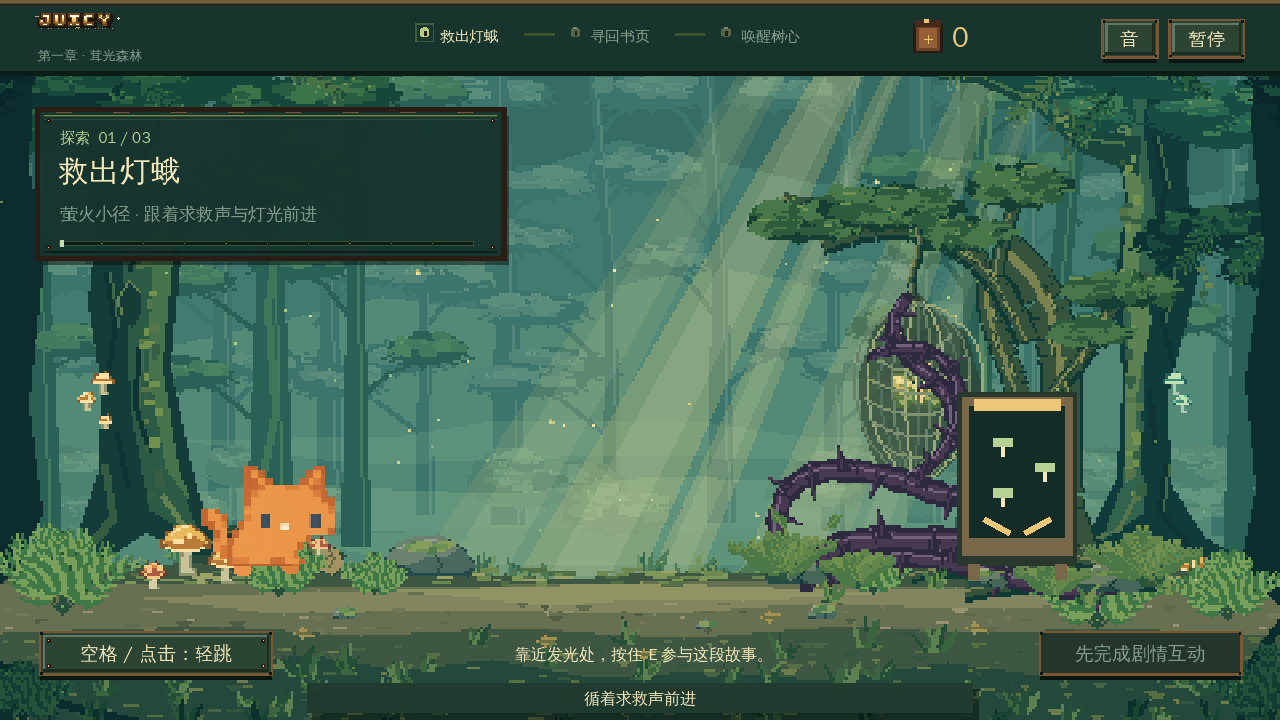 JUICY
第一章 · 茸光森林
救出灯蛾
寻回书页
唤醒树心
0
音
暂停
探索 01 / 03
救出灯蛾
萤火小径 · 跟着求救声与灯光前进
空格 / 点击：轻跳
靠近发光处，按住 E 参与这段故事。
先完成剧情互动
循着求救声前进